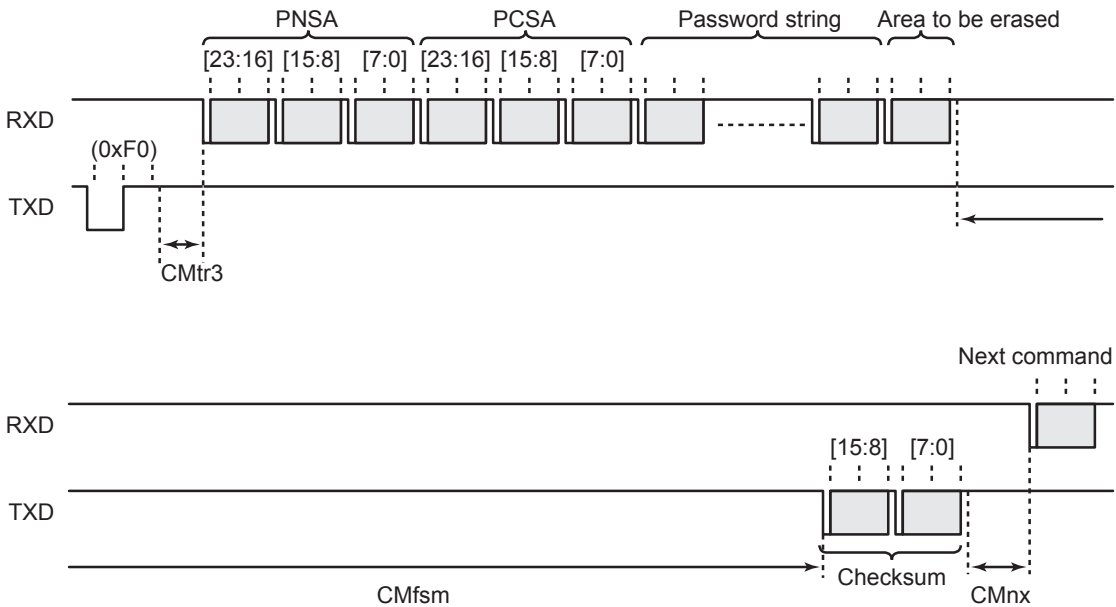 PNSA PCSA Password string Area to be erased
[23:16] [15:8] [7:0] [23:16] [15:8] [7:0]
RXD
(0xF0)
TXD
CMtr3
Next command
RXD
[15:8] [7:0]
TXD
Checksum
CMfsm CMnx